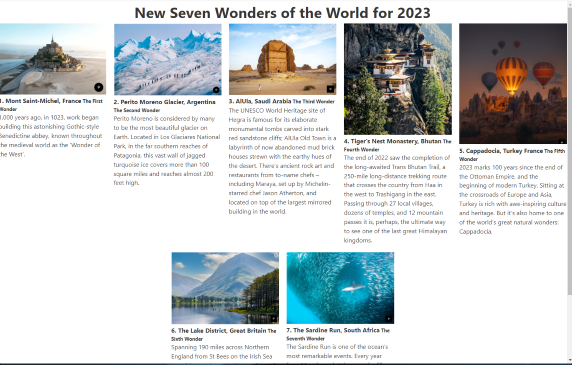 New Seven Wonders of the World for 2023
1. Mont Saint-Michel, France The First
Wonder
1,000 years ago, in 1023, work began
building this astonishing Gothic-style
Benedictine abbey, known throughout
the medieval world as the 'Wonder of
the West'.
2. Perito Moreno Glacier, Argentina
The Second Wonder
Perito Moreno is considered by many
to be the most beautiful glacier on
Earth. Located in Los Glaciares National
Park, in the far southern reaches of
Patagonia, this vast wall of jagged
turquoise ice covers more than 100
square miles and reaches almost 200
feet high.
3. AlUla, Saudi Arabia The Third Wonder
The UNESCO World Heritage site of
Hegra is famous for its elaborate
monumental tombs carved into stark
red sandstone cliffs; AlUla Old Town is a
labyrinth of now abandoned mud brick
houses strewn with the earthy hues of
the desert. There's ancient rock art and
restaurants from to-name chefs –
including Maraya, set up by Michelin-
starred chef Jason Atherton, and
located on top of the largest mirrored
building in the world.
4. Tiger's Nest Monastery, Bhutan The
Fourth Wonder
The end of 2022 saw the completion of
the long-awaited Trans Bhutan Trail, a
250-mile long-distance trekking route
that crosses the country from Haa in
the west to Trashigang in the east.
Passing through 27 local villages,
dozens of temples, and 12 mountain
passes it is, perhaps, the ultimate way
to see one of the last great Himalayan
kingdoms.
5. Cappadocia, Turkey France The Fifth
Wonder
2023 marks 100 years since the end of
the Ottoman Empire, and the
beginning of modern Turkey. Sitting at
the crossroads of Europe and Asia,
Turkey is rich with awe-inspiring culture
and heritage. But it's also home to one
of the world's great natural wonders:
Cappadocia.
6. The Lake District, Great Britain The
Sixth Wonder
Spanning 190 miles across Northern
England from St Bees on the Irish Sea
7. The Sardine Run, South Africa The
Seventh Wonder
The Sardine Run is one of the ocean's
most remarkable events. Every year